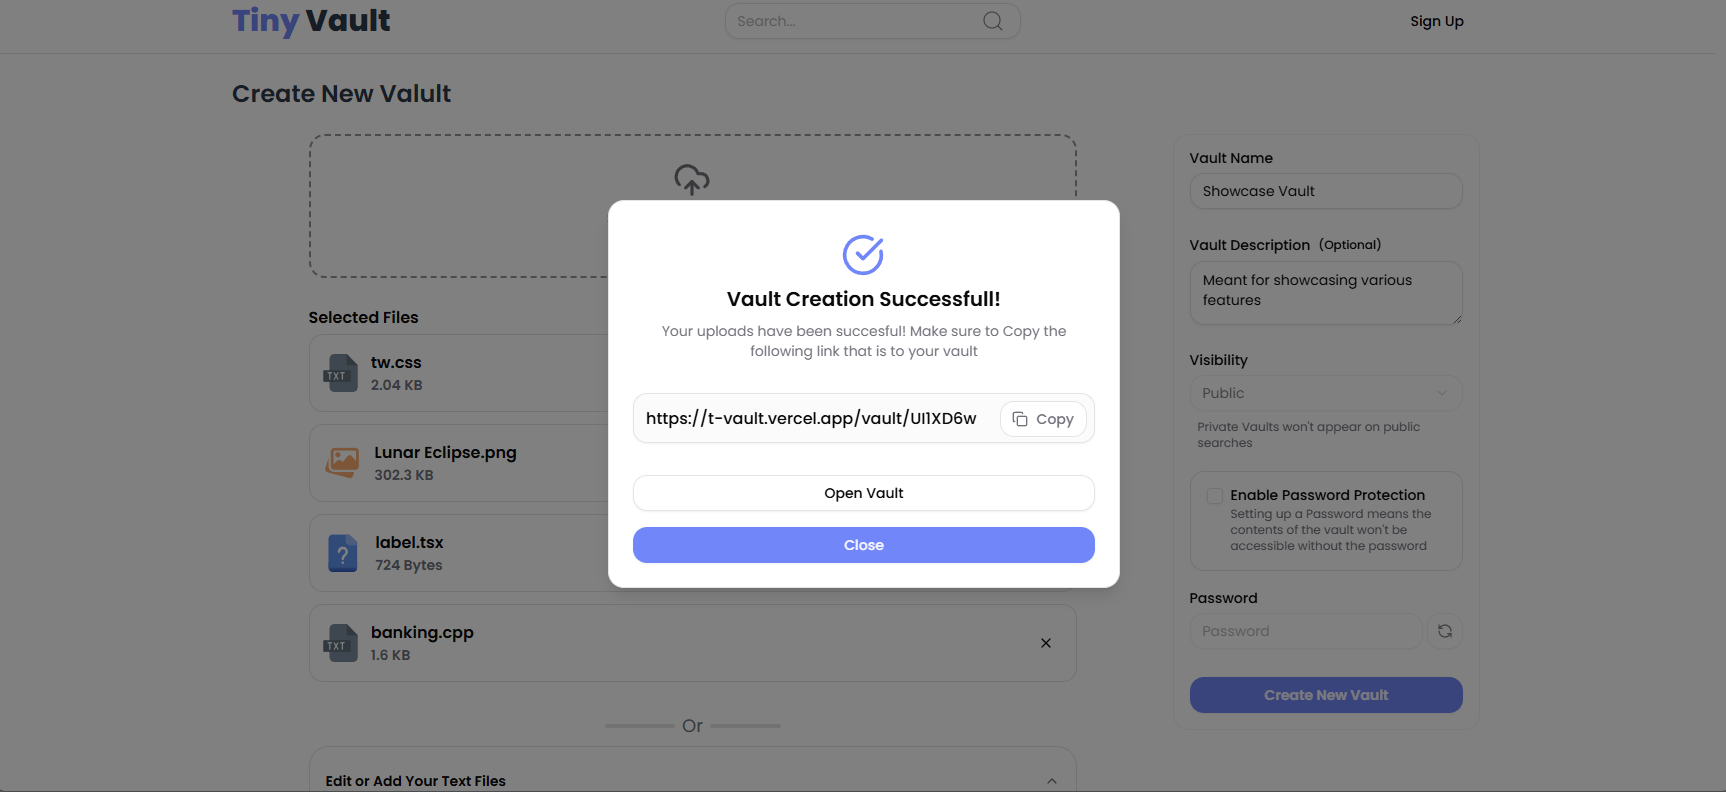 Tiny Vault
Search...
Sign Up
Create New Valult
Selected Files
TXT
tw.css
2.04 KB
Lunar Eclipse.png
302.3 KB
?
label.tsx
724 Bytes
TXT
banking.cpp
1.6 KB
Or
Edit or Add Your Text Files
Vault Creation Successfull!
Your uploads have been succesful! Make sure to Copy the
following link that is to your vault
https://t-vault.vercel.app/vault/UI1XD6w
Copy
Open Vault
Close
Vault Name
Showcase Vault
Vault Description (Optional)
Meant for showcasing various
features
Visibility
Public
Private Vaults won't appear on public
searches
Enable Password Protection
Setting up a Password means the
contents of the vault won't be
accessible without the password
Password
Password
Create New Vault